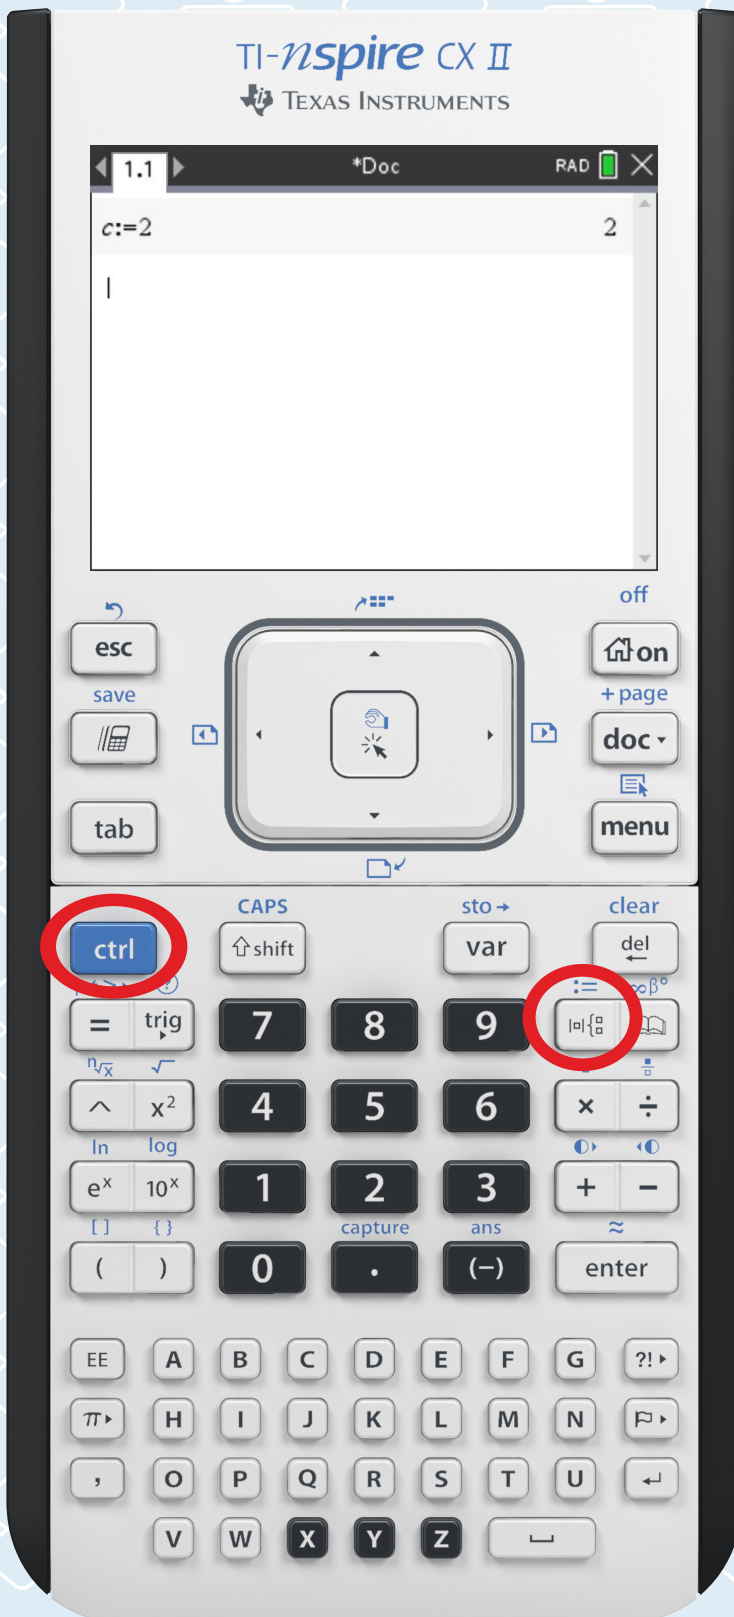 TI-nspire CX II
TEXAS INSTRUMENTS
1.1 *Doc RAD
c:=2 2
off
esc on
save +page
doc
tab menu
CAPS sto→ clear
ctrl shift var del
:= ∞β°
= trig 7 8 9
ⁿ√x √
^ x² 4 5 6 × ÷
ln log
eˣ 10ˣ 1 2 3 + −
[ ] { } capture ans ≈
( ) 0 . (−) enter
EE A B C D E F G ?!
π H I J K L M N
, O P Q R S T U
V W X Y Z